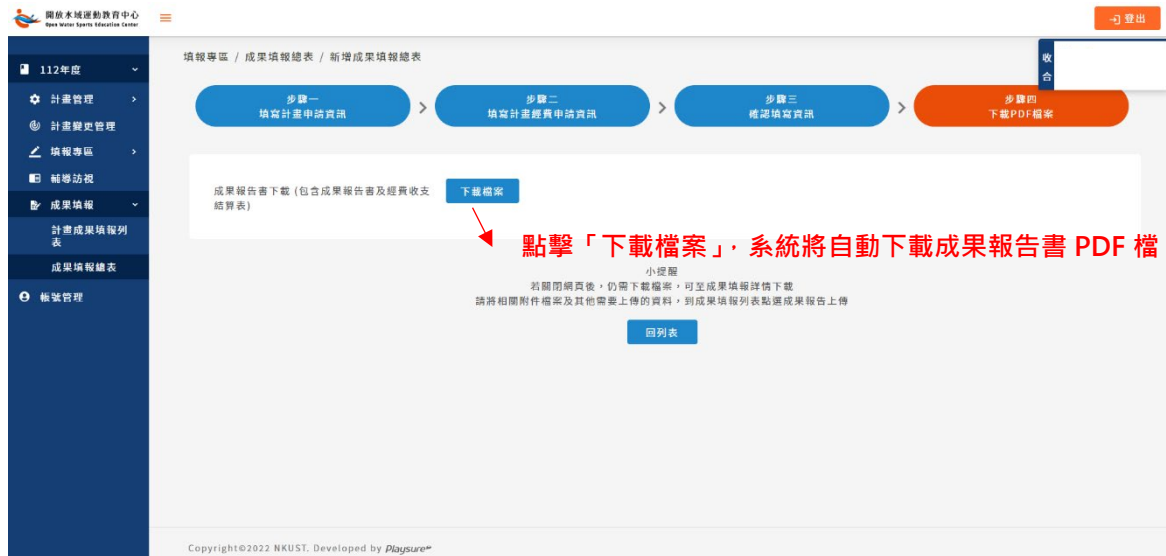 開放水域運動教育中心
Open Water Sports Education Center
登出
收
合
112年度
計畫管理
計畫變更管理
填報專區
輔導訪視
成果填報
計畫成果填報列
表
成果填報總表
帳號管理
填報專區 / 成果填報總表 / 新增成果填報總表
步驟一
填寫計畫申請資訊
步驟二
填寫計畫經費申請資訊
步驟三
確認填寫資訊
步驟四
下載PDF檔案
成果報告書下載 (包含成果報告書及經費收支
結算表)
下載檔案
點擊「下載檔案」，系統將自動下載成果報告書 PDF 檔
小提醒
若關閉網頁後，仍需下載檔案，可至成果填報詳情下載
請將相關附件檔案及其他需要上傳的資料，到成果填報列表點選成果報告上傳
回列表
Copyright©2022 NKUST. Developed by Playsure